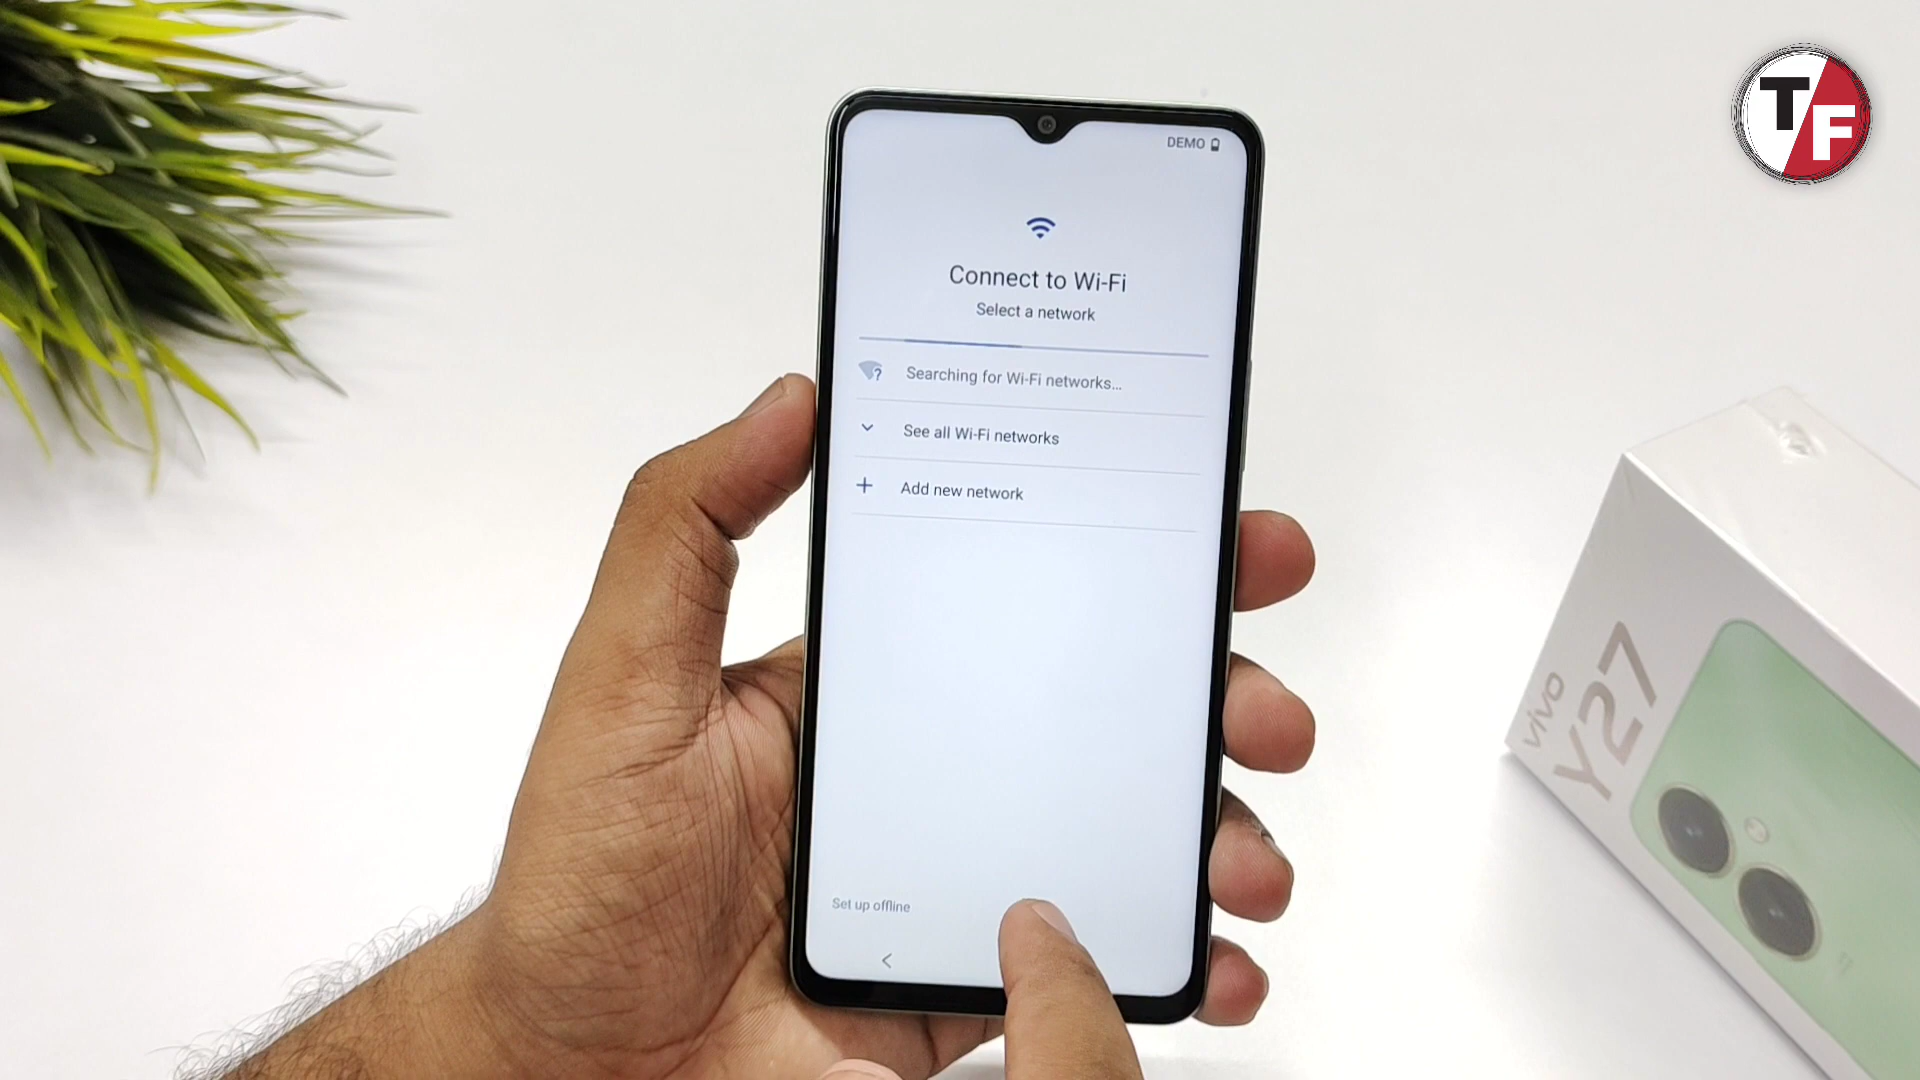 TF
DEMO
Connect to Wi-Fi
Select a network
Searching for Wi-Fi networks...
See all Wi-Fi networks
Add new network
Set up offline
vivo
Y27